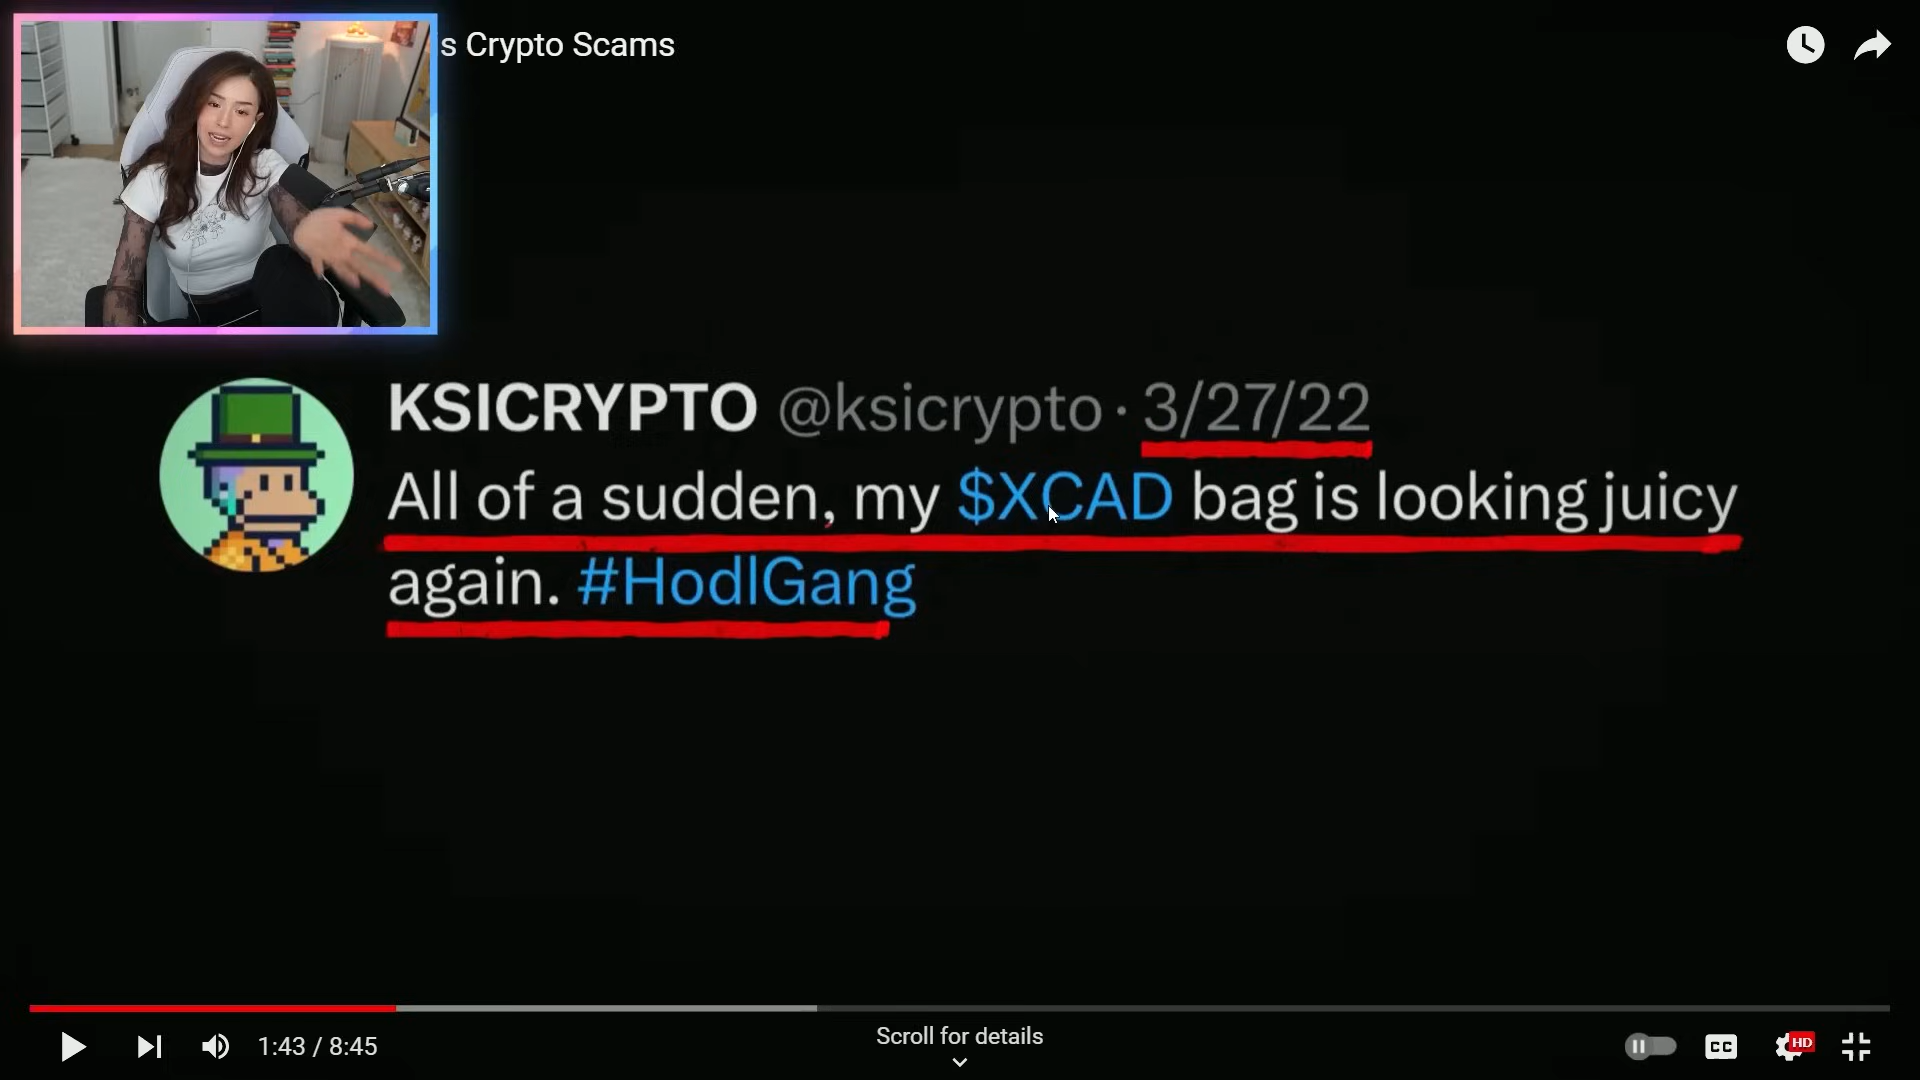 s Crypto Scams
KSICRYPTO @ksicrypto · 3/27/22
All of a sudden, my $XCAD bag is looking juicy
again. #HodlGang
1:43 / 8:45
Scroll for details
CC
HD